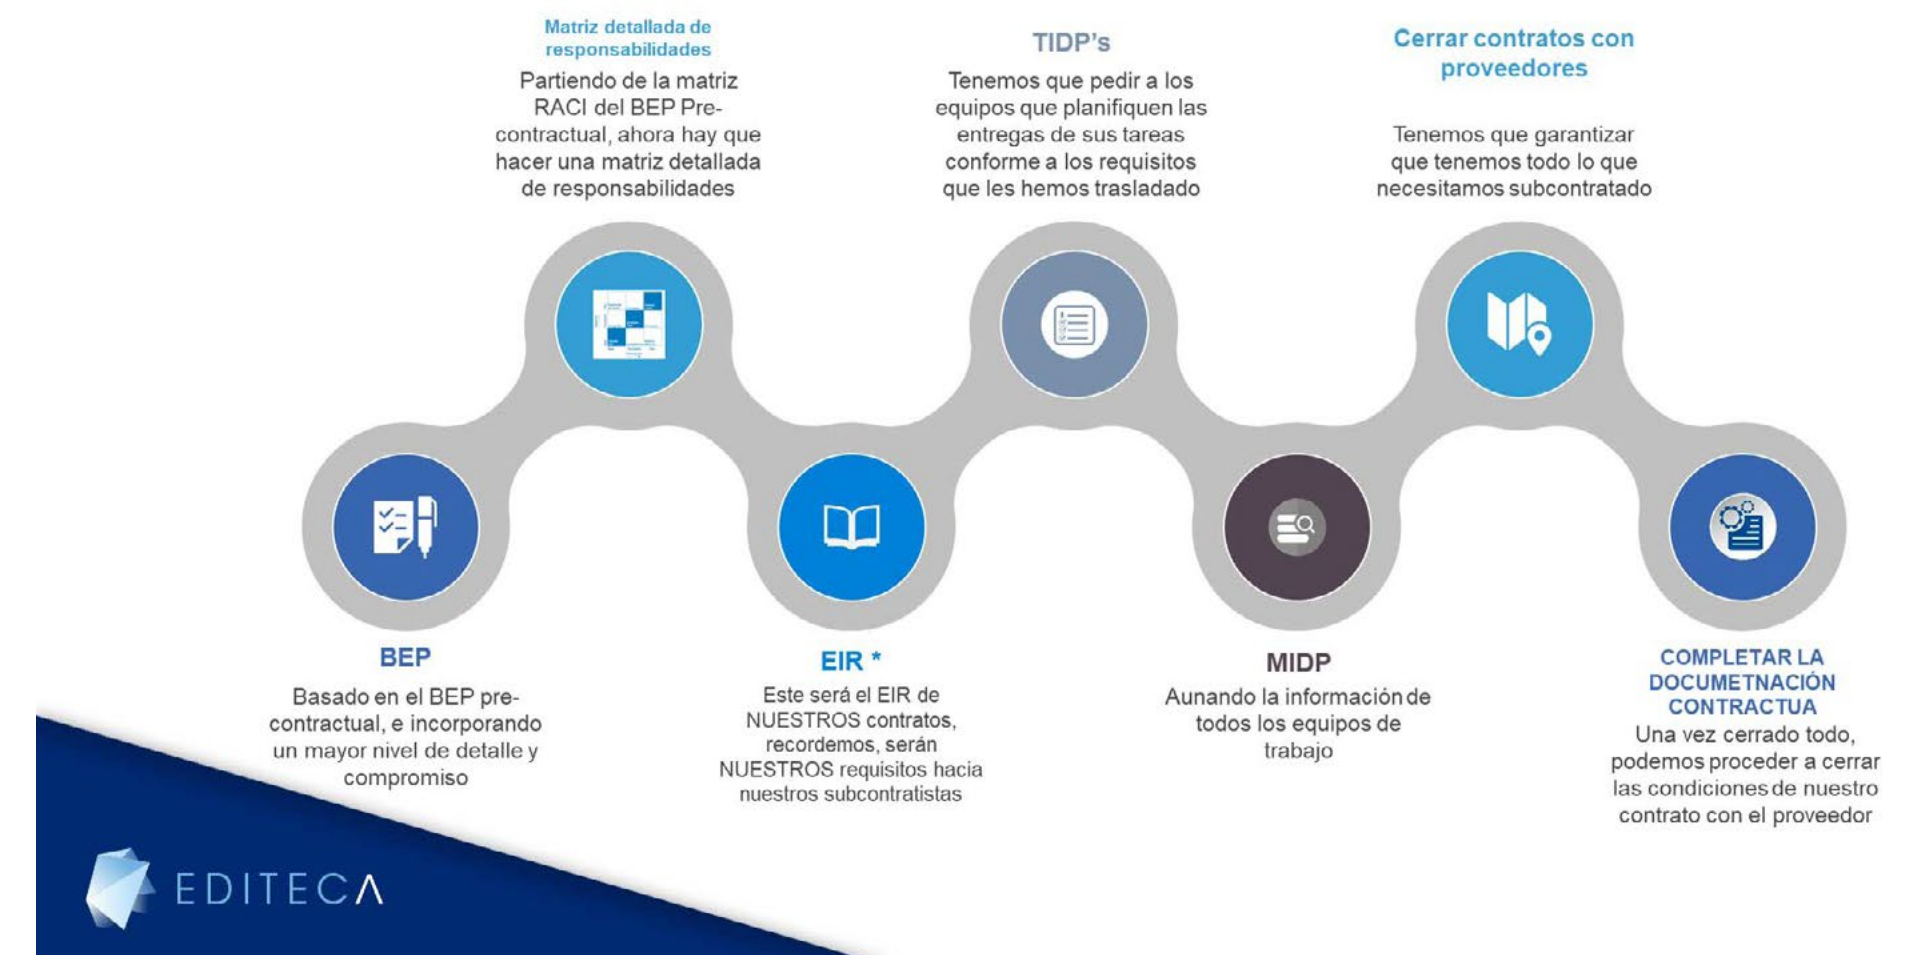 Matriz detallada de
responsabilidades
Partiendo de la matriz
RACI del BEP Pre-
contractual, ahora hay que
hacer una matriz detallada
de responsabilidades
TIDP's
Tenemos que pedir a los
equipos que planifiquen las
entregas de sus tareas
conforme a los requisitos
que les hemos trasladado
Cerrar contratos con
proveedores
Tenemos que garantizar
que tenemos todo lo que
necesitamos subcontratado
BEP
Basado en el BEP pre-
contractual, e incorporando
un mayor nivel de detalle y
compromiso
EIR *
Este será el EIR de
NUESTROS contratos,
recordemos, serán
NUESTROS requisitos hacia
nuestros subcontratistas
MIDP
Aunando la información de
todos los equipos de
trabajo
COMPLETAR LA
DOCUMETNACIÓN
CONTRACTUA
Una vez cerrado todo,
podemos proceder a cerrar
las condiciones de nuestro
contrato con el proveedor
EDITECA